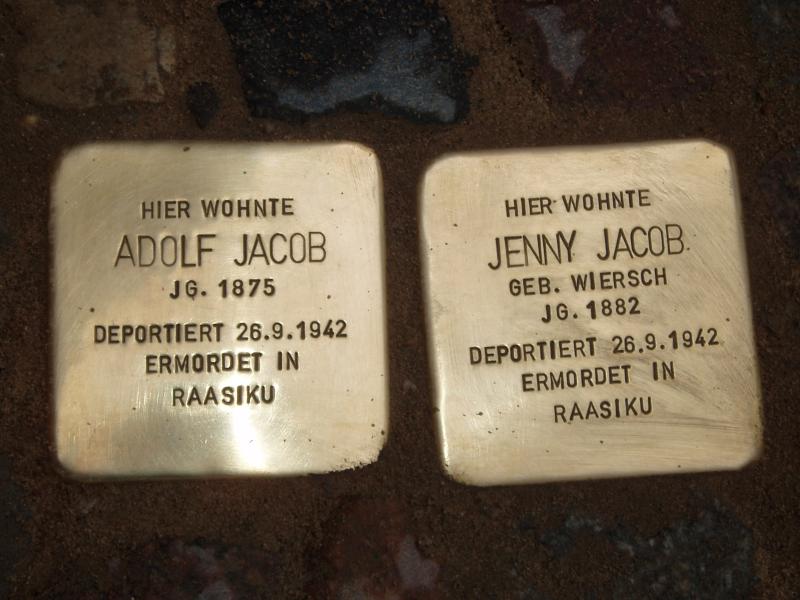 HIER WOHNTE
ADOLF JACOB
JG. 1875
DEPORTIERT 26.9.1942
ERMORDET IN
RAASIKU
HIER WOHNTE
JENNY JACOB
GEB. WIERSCH
JG. 1882
DEPORTIERT 26.9.1942
ERMORDET IN
RAASIKU